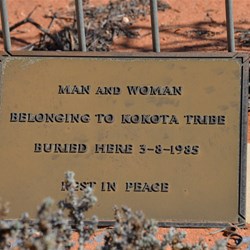 MAN AND WOMAN
BELONGING TO KOKOTA TRIBE
BURIED HERE 3-8-1985
REST IN PEACE